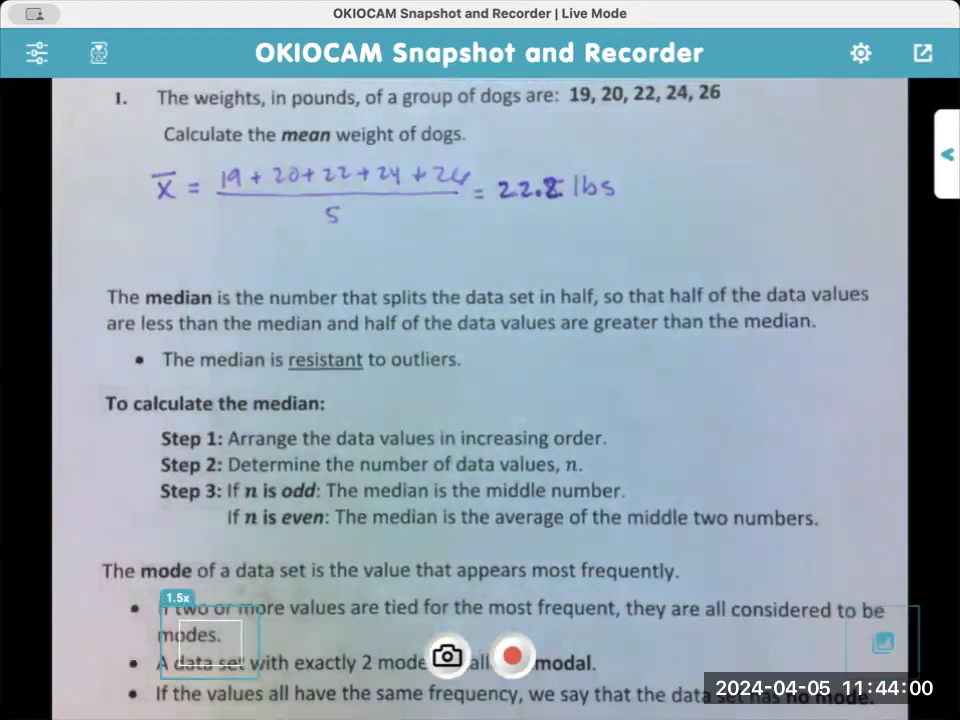 OKIOCAM Snapshot and Recorder | Live Mode
OKIOCAM Snapshot and Recorder
1. The weights, in pounds, of a group of dogs are: 19, 20, 22, 24, 26
Calculate the mean weight of dogs.
x̅ = 19 + 20 + 22 + 24 + 26 / 5 = 22.2 lbs
The median is the number that splits the data set in half, so that half of the data values
are less than the median and half of the data values are greater than the median.
• The median is resistant to outliers.
To calculate the median:
Step 1: Arrange the data values in increasing order.
Step 2: Determine the number of data values, n.
Step 3: If n is odd: The median is the middle number.
If n is even: The median is the average of the middle two numbers.
The mode of a data set is the value that appears most frequently.
1.5x
• If two or more values are tied for the most frequent, they are all considered to be
modes.
• A data set with exactly 2 mode all modal.
• If the values all have the same frequency, we say that the data set has no mode.
2024-04-05 11:44:00